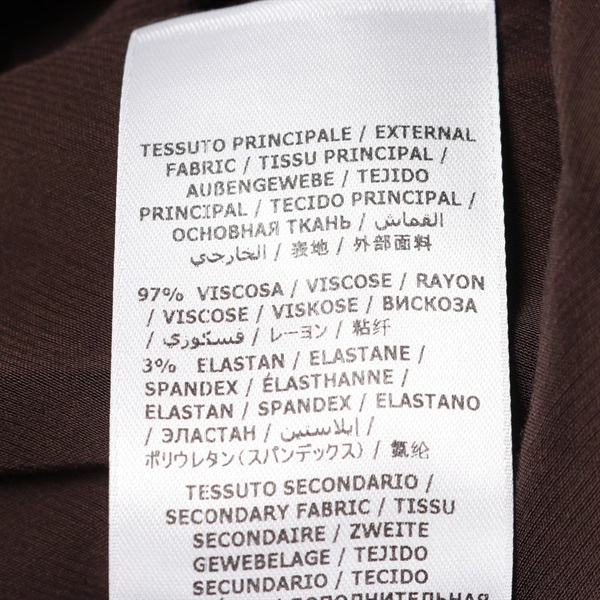 TESSUTO PRINCIPALE / EXTERNAL
FABRIC / TISSU PRINCIPAL /
AUßENGEWEBE / TEJIDO
PRINCIPAL / TECIDO PRINCIPAL /
ОСНОВНАЯ ТКАНЬ / القماش
الخارجي / 表地 / 外部面料
97% VISCOSA / VISCOSE / RAYON
/ VISCOSE / VISKOSE / ВИСКОЗА
/ فسكوزي / レーヨン / 粘纤
3% ELASTAN / ELASTANE /
SPANDEX / ÉLASTHANNE /
ELASTAN / SPANDEX / ELASTANO
/ ЭЛАСТАН / إيلاستين /
ポリウレタン(スパンデックス) / 氨纶
TESSUTO SECONDARIO /
SECONDARY FABRIC / TISSU
SECONDAIRE / ZWEITE
GEWEBELAGE / TEJIDO
SECUNDARIO / TECIDO
ДОПОЛНИТЕЛЬНАЯ